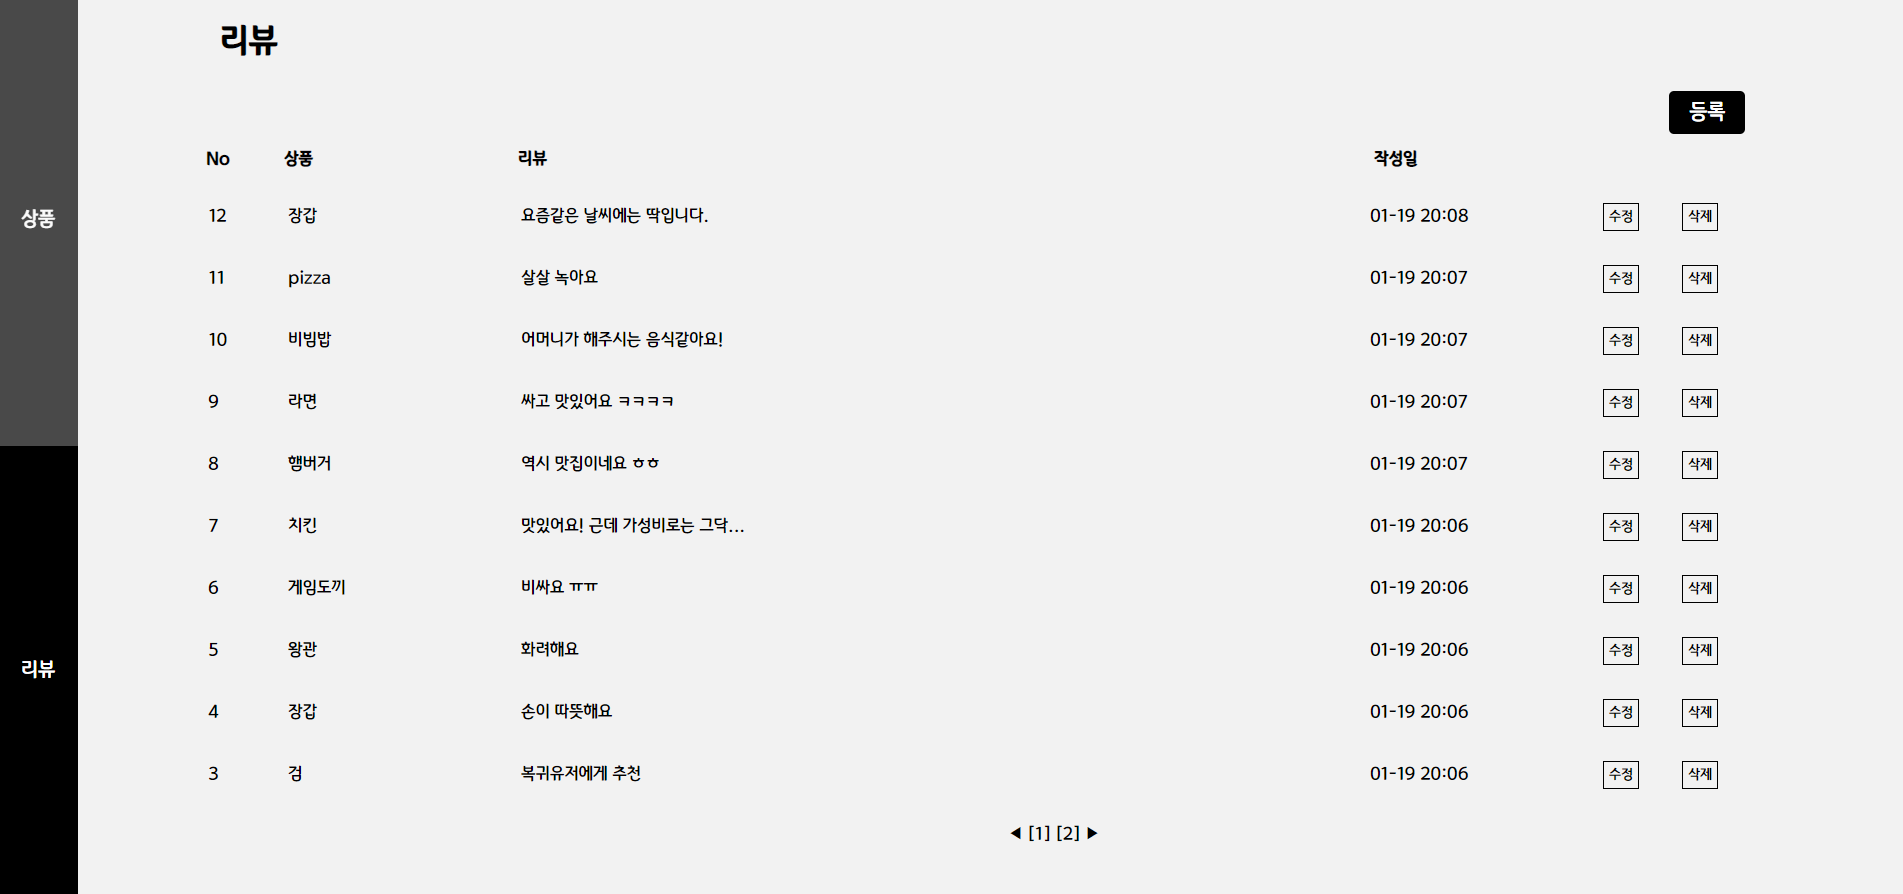 리뷰
등록
No 상품 리뷰 작성일
12 장갑 요즘같은 날씨에는 딱입니다. 01-19 20:08 수정 삭제
상품
11 pizza 살살 녹아요 01-19 20:07 수정 삭제
10 비빔밥 어머니가 해주시는 음식같아요! 01-19 20:07 수정 삭제
9 라면 싸고 맛있어요 ㅋㅋㅋㅋ 01-19 20:07 수정 삭제
8 햄버거 역시 맛집이네요 ㅎㅎ 01-19 20:07 수정 삭제
7 치킨 맛있어요! 근데 가성비로는 그닥... 01-19 20:06 수정 삭제
6 게임도끼 비싸요 ㅠㅠ 01-19 20:06 수정 삭제
5 왕관 화려해요 01-19 20:06 수정 삭제
리뷰
4 장갑 손이 따뜻해요 01-19 20:06 수정 삭제
3 검 복귀유저에게 추천 01-19 20:06 수정 삭제
◀ [1] [2] ▶